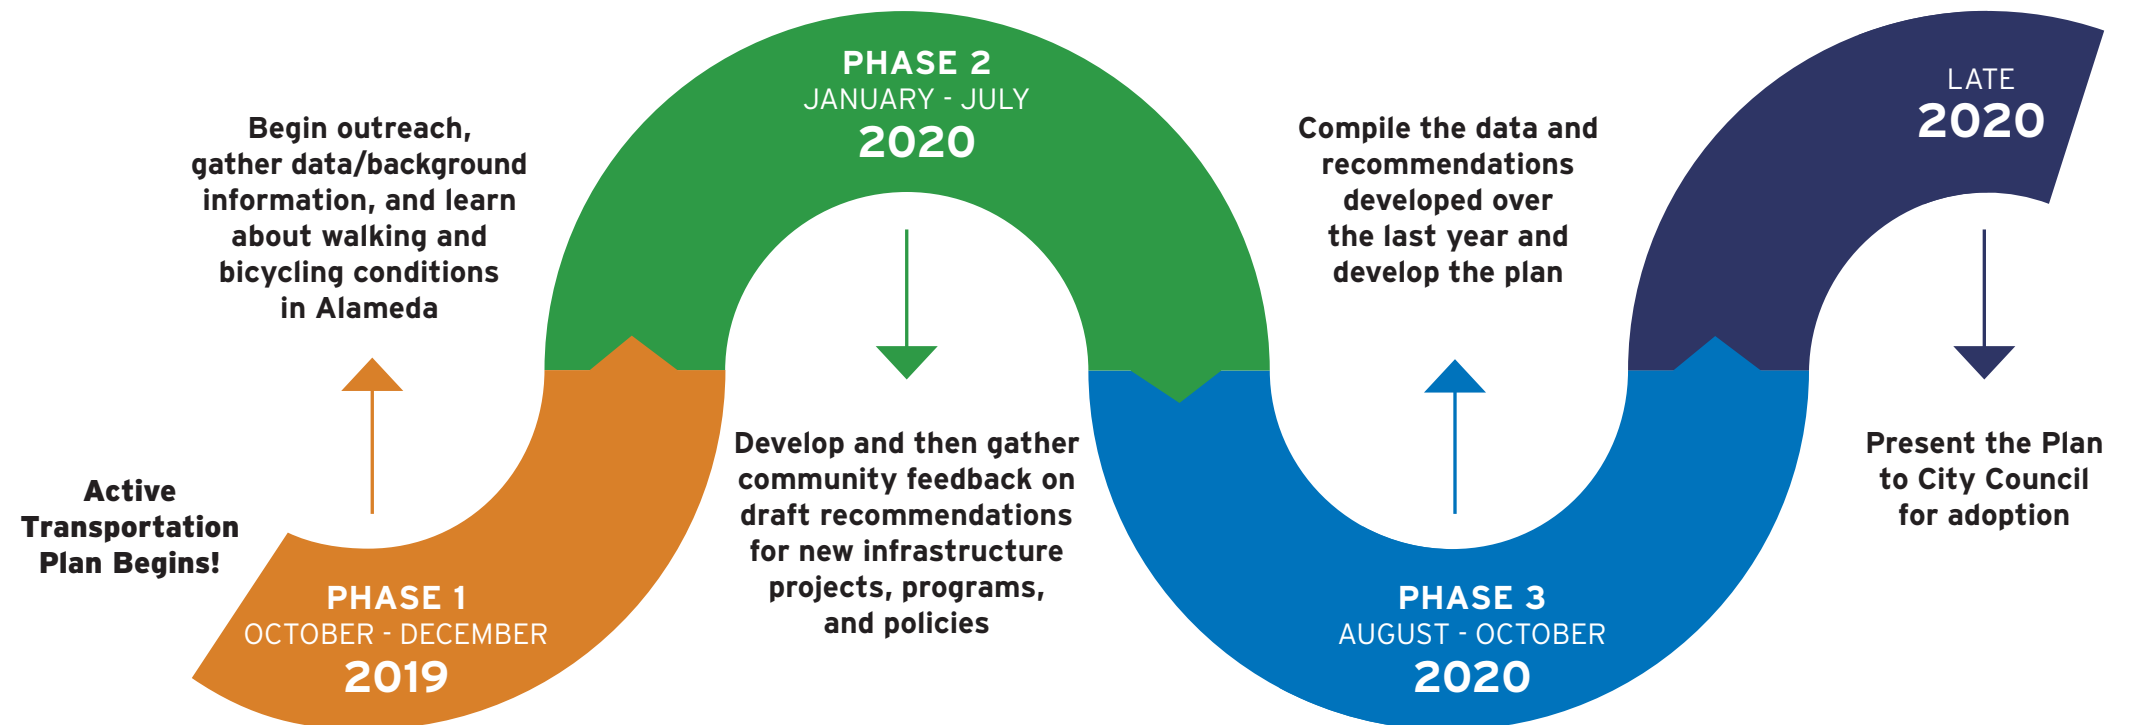 Active
Transportation
Plan Begins!
PHASE 1
OCTOBER - DECEMBER
2019
Begin outreach,
gather data/background
information, and learn
about walking and
bicycling conditions
in Alameda
PHASE 2
JANUARY - JULY
2020
Develop and then gather
community feedback on
draft recommendations
for new infrastructure
projects, programs,
and policies
PHASE 3
AUGUST - OCTOBER
2020
Compile the data and
recommendations
developed over
the last year and
develop the plan
LATE
2020
Present the Plan
to City Council
for adoption